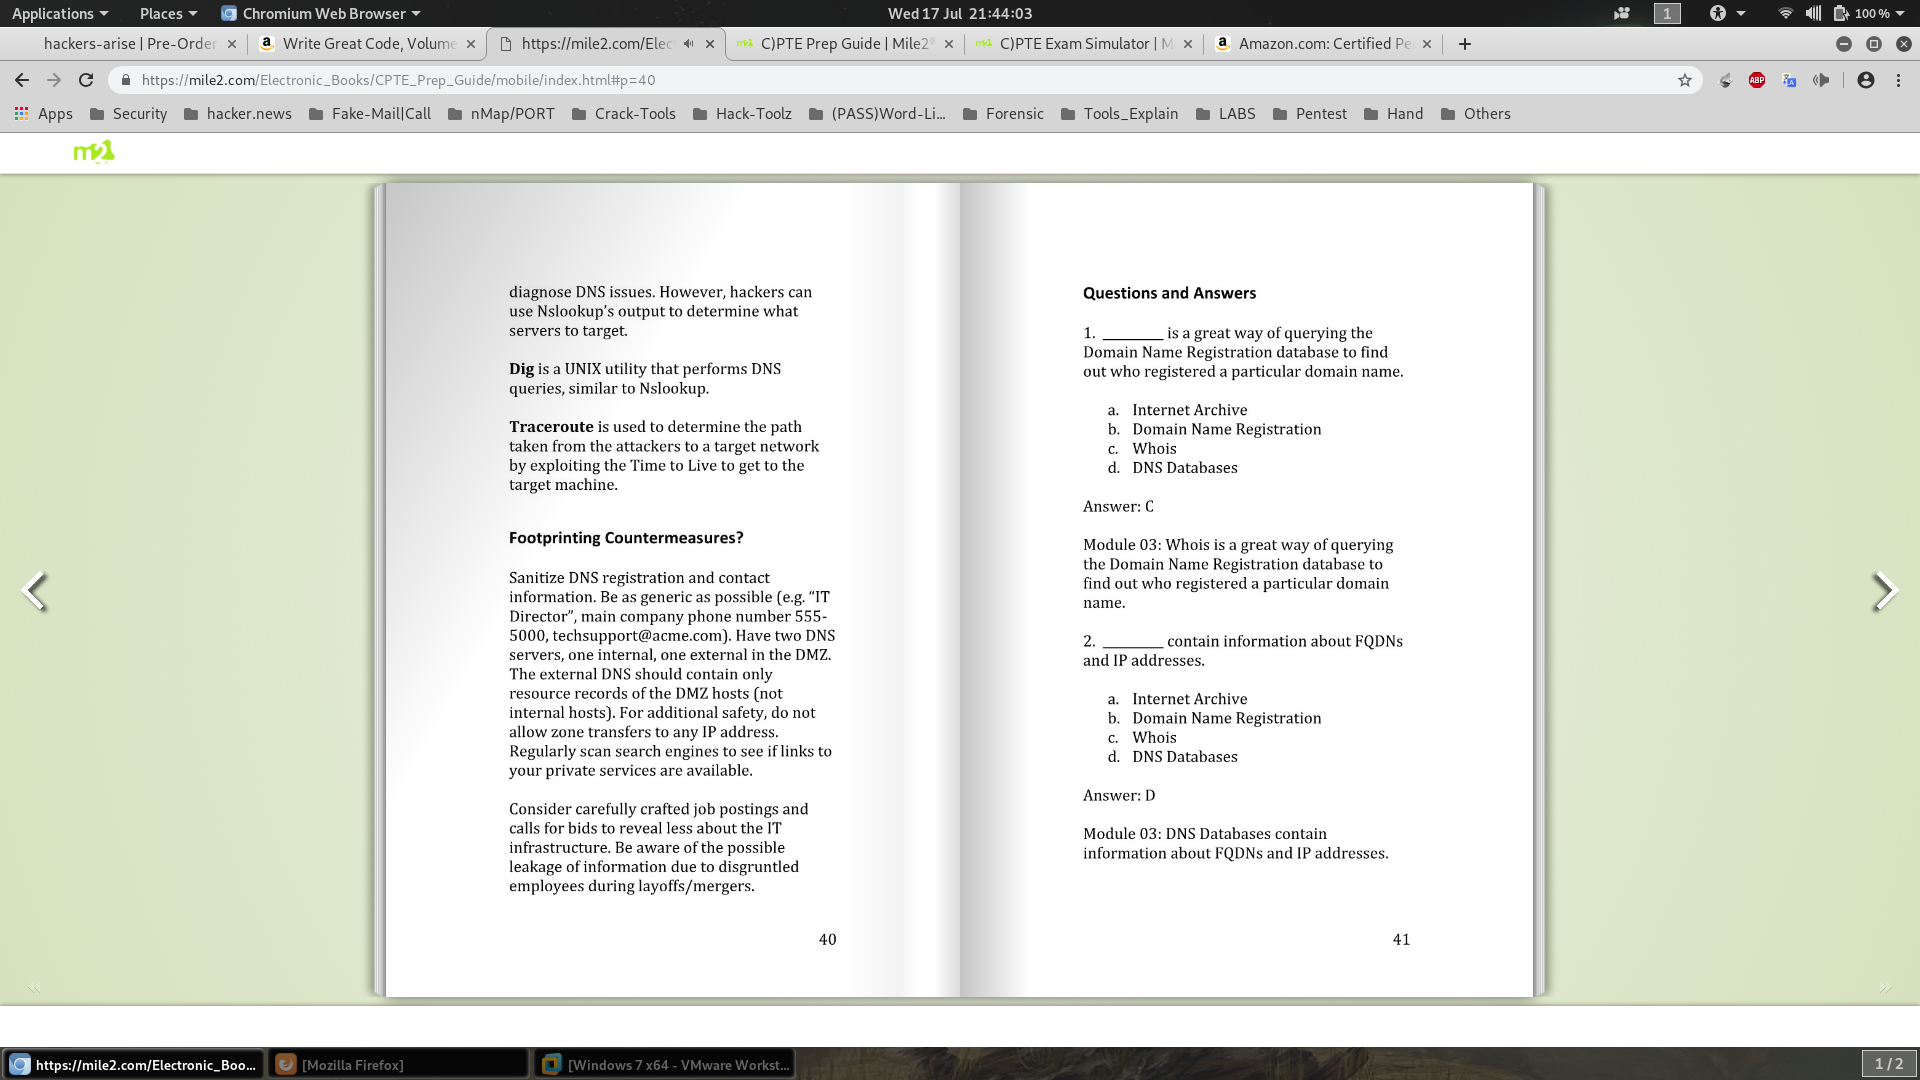 Applications
Places
Chromium Web Browser
Wed 17 Jul 21:44:03
1
100 %
hackers-arise | Pre-Order
Write Great Code, Volume
https://mile2.com/Elec
C)PTE Prep Guide | Mile2®
C)PTE Exam Simulator | M
Amazon.com: Certified Pe
https://mile2.com/Electronic_Books/CPTE_Prep_Guide/mobile/index.html#p=40
ABP
Apps
Security
hacker.news
Fake-Mail|Call
nMap/PORT
Crack-Tools
Hack-Toolz
(PASS)Word-Li...
Forensic
Tools_Explain
LABS
Pentest
Hand
Others
m2
diagnose DNS issues. However, hackers can
use Nslookup’s output to determine what
servers to target.
Dig is a UNIX utility that performs DNS
queries, similar to Nslookup.
Traceroute is used to determine the path
taken from the attackers to a target network
by exploiting the Time to Live to get to the
target machine.
Footprinting Countermeasures?
Sanitize DNS registration and contact
information. Be as generic as possible (e.g. “IT
Director”, main company phone number 555-
5000, techsupport@acme.com). Have two DNS
servers, one internal, one external in the DMZ.
The external DNS should contain only
resource records of the DMZ hosts (not
internal hosts). For additional safety, do not
allow zone transfers to any IP address.
Regularly scan search engines to see if links to
your private services are available.
Consider carefully crafted job postings and
calls for bids to reveal less about the IT
infrastructure. Be aware of the possible
leakage of information due to disgruntled
employees during layoffs/mergers.
40
Questions and Answers
1. ________ is a great way of querying the
Domain Name Registration database to find
out who registered a particular domain name.
a. Internet Archive
b. Domain Name Registration
c. Whois
d. DNS Databases
Answer: C
Module 03: Whois is a great way of querying
the Domain Name Registration database to
find out who registered a particular domain
name.
2. ________ contain information about FQDNs
and IP addresses.
a. Internet Archive
b. Domain Name Registration
c. Whois
d. DNS Databases
Answer: D
Module 03: DNS Databases contain
information about FQDNs and IP addresses.
41
https://mile2.com/Electronic_Boo...
[Mozilla Firefox]
[Windows 7 x64 - VMware Workst...
1 / 2